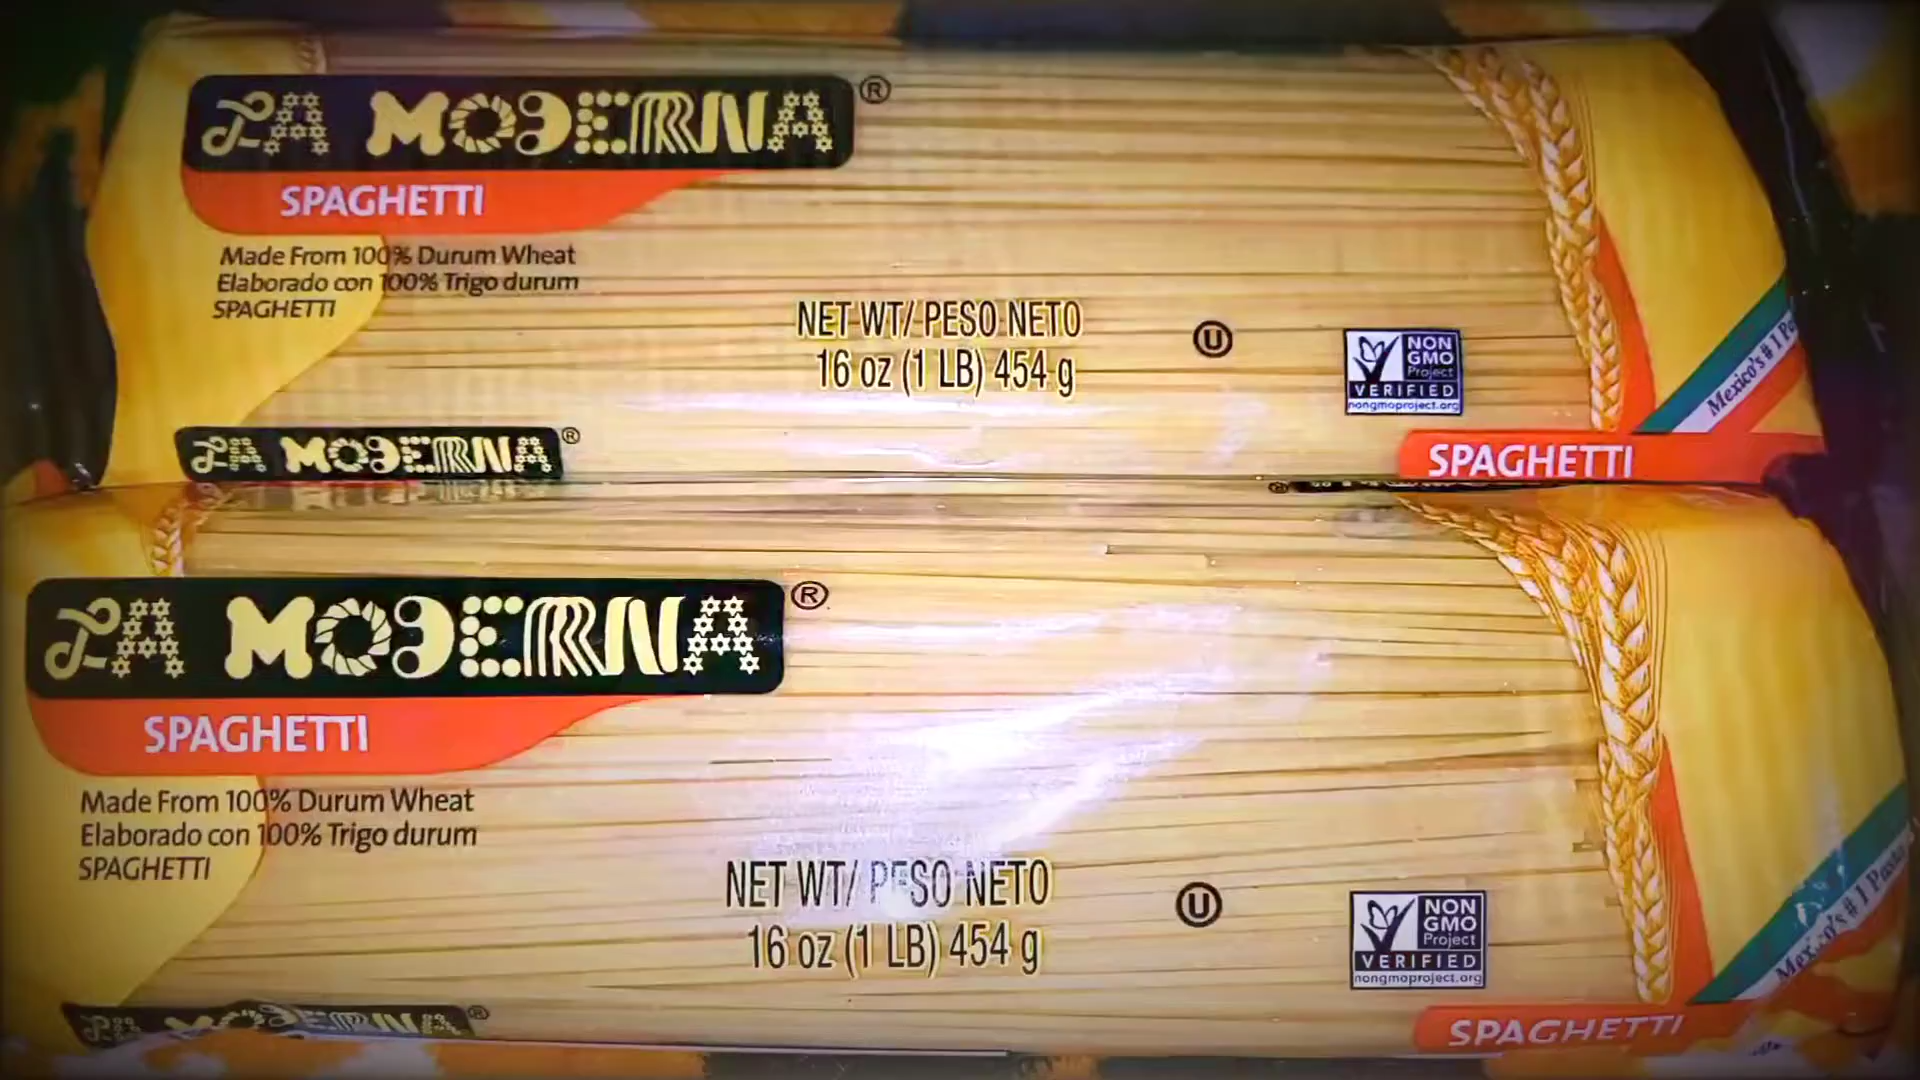 LA MODERNA®
SPAGHETTI
Made From 100% Durum Wheat
Elaborado con 100% Trigo durum
SPAGHETTI
NET WT/ PESO NETO
16 oz (1 LB) 454 g
U
NON
GMO
Project
VERIFIED
nongmoproject.org
Mexico's # 1
SPAGHETTI
LA MODERNA®
LA MODERNA®
SPAGHETTI
Made From 100% Durum Wheat
Elaborado con 100% Trigo durum
SPAGHETTI
NET WT/ PESO NETO
16 oz (1 LB) 454 g
U
NON
GMO
Project
VERIFIED
nongmoproject.org
Mexico's # 1 Pasta
SPAGHETTI
LA MODERNA®